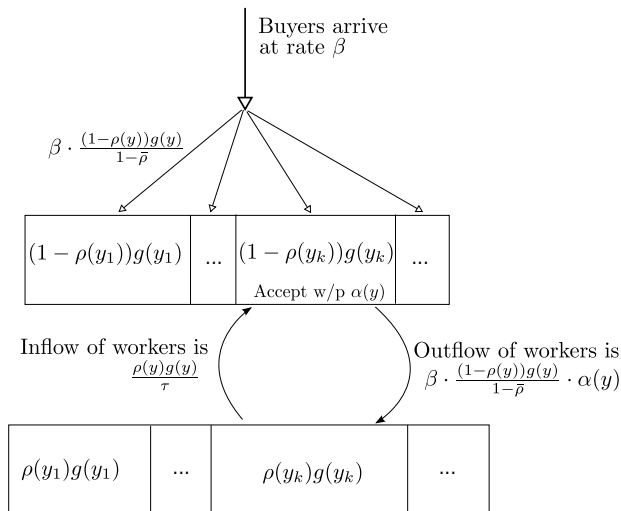 Buyers arrive
at rate β
β · (1−ρ(y))g(y) / 1−ρ̄
(1 − ρ(y₁))g(y₁) ... (1 − ρ(yₖ))g(yₖ) ...
Accept w/p α(y)
Inflow of workers is
ρ(y)g(y) / τ
Outflow of workers is
β · (1−ρ(y))g(y) / 1−ρ̄ · α(y)
ρ(y₁)g(y₁) ... ρ(yₖ)g(yₖ) ...